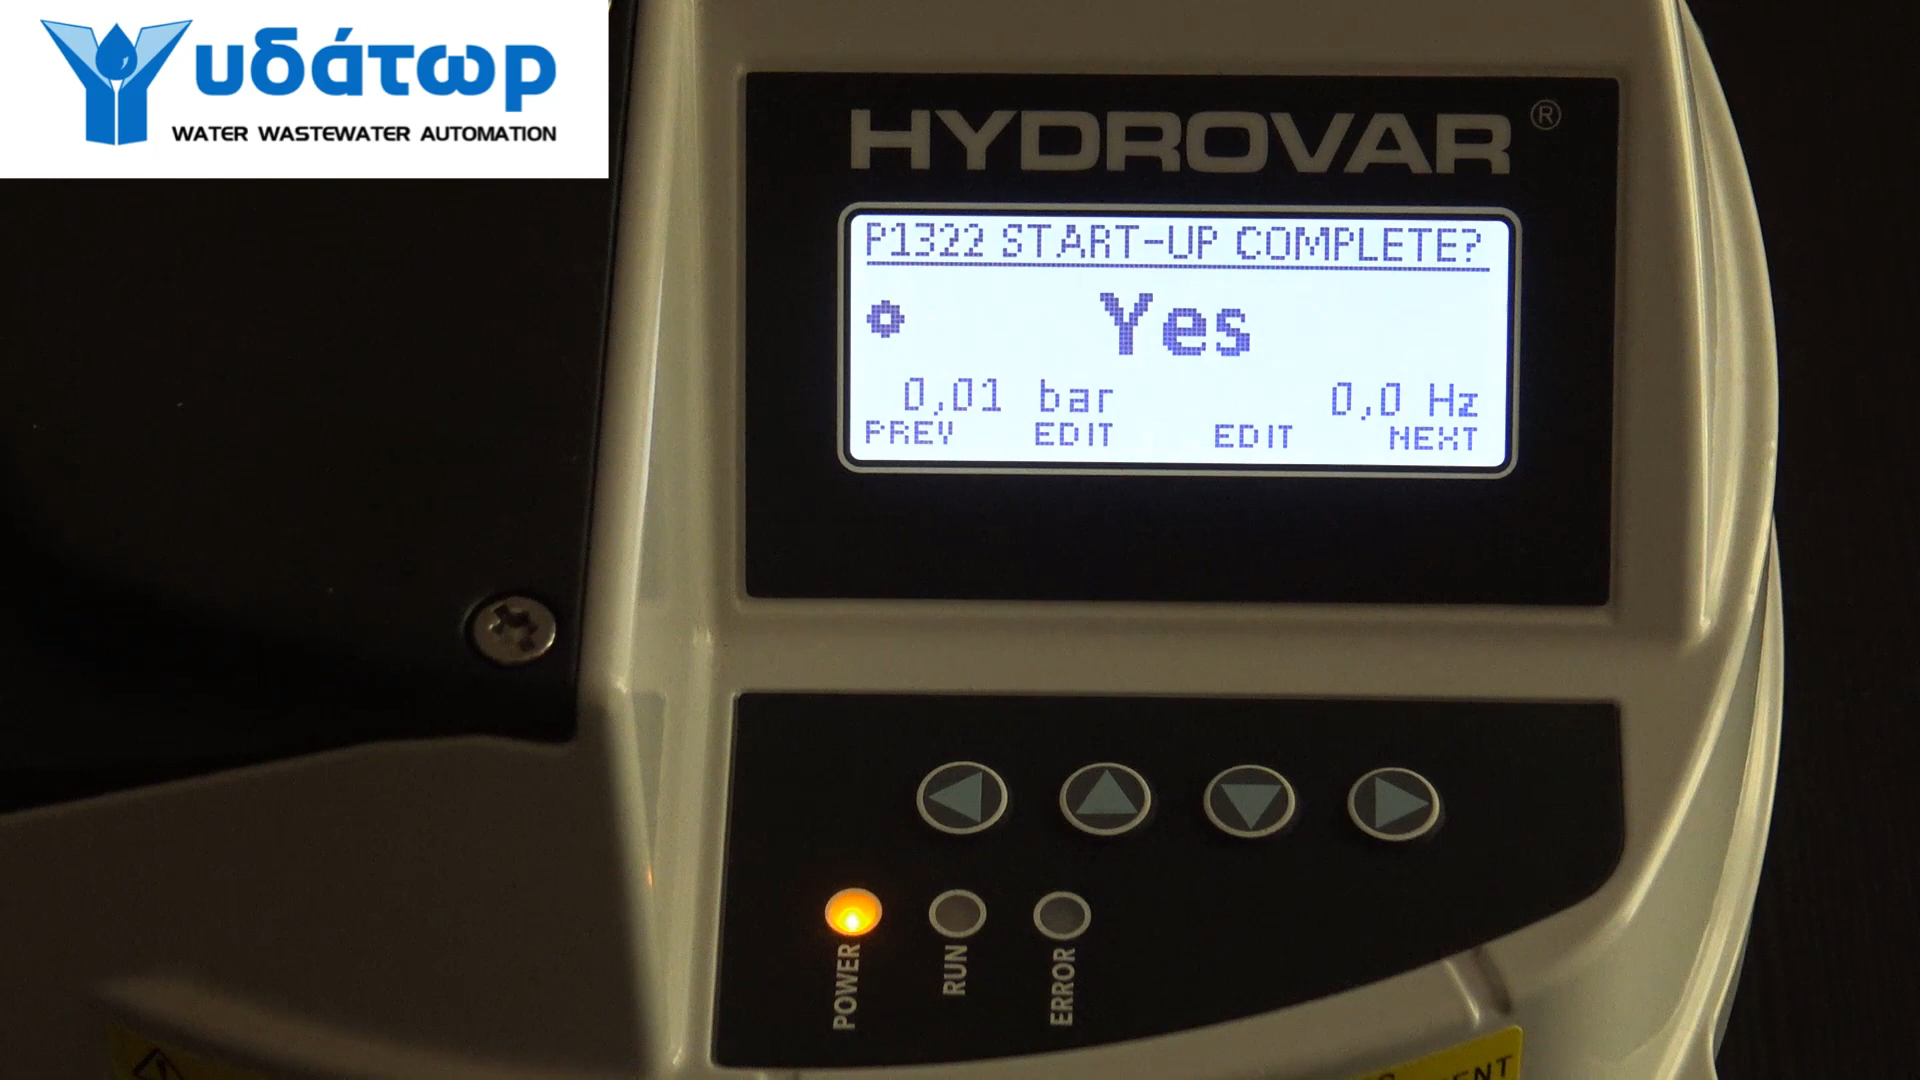 υδάτωρ
WATER WASTEWATER AUTOMATION
HYDROVAR®
P1322 START-UP COMPLETE?
Yes
0,01 bar 0,0 Hz
PREV EDIT EDIT NEXT
POWER RUN ERROR